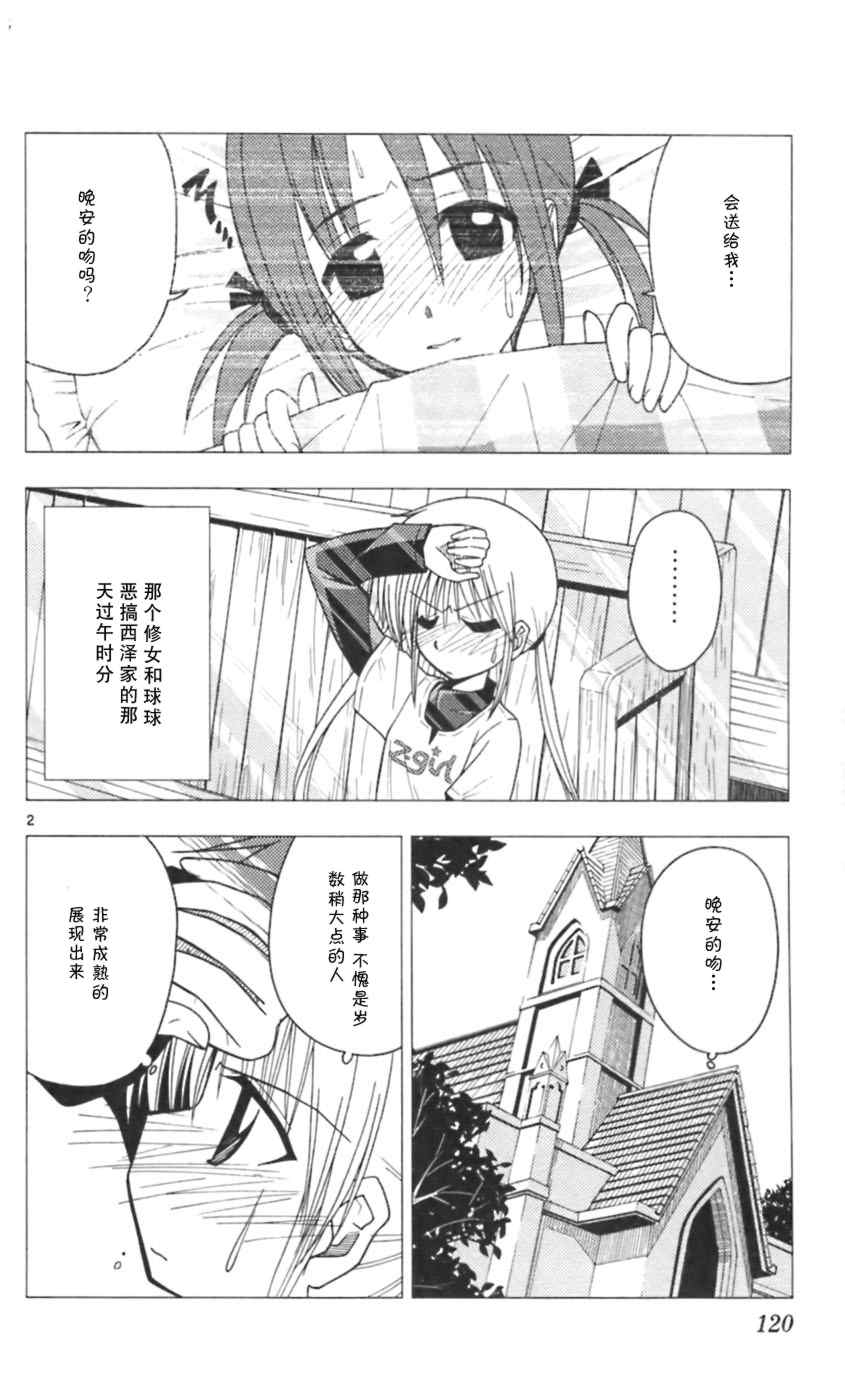 会送给我…
晚安的吻吗?
………
那个修女和球球
恶搞西泽家的那
天过午时分
Z-girl
2
晚安的吻…
做那种事 不愧是岁
数稍大点的人
非常成熟的
展现出来
120